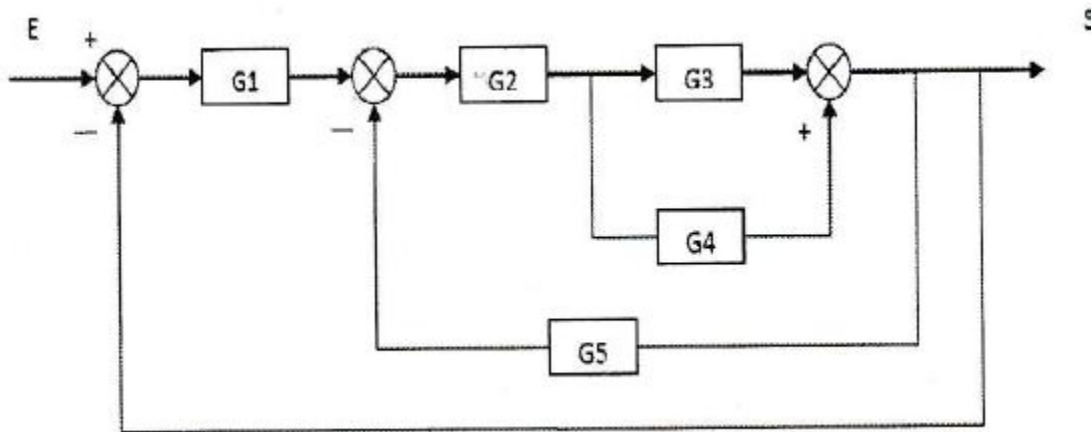 E + S
G1 G2 G3
— — +
G4
G5